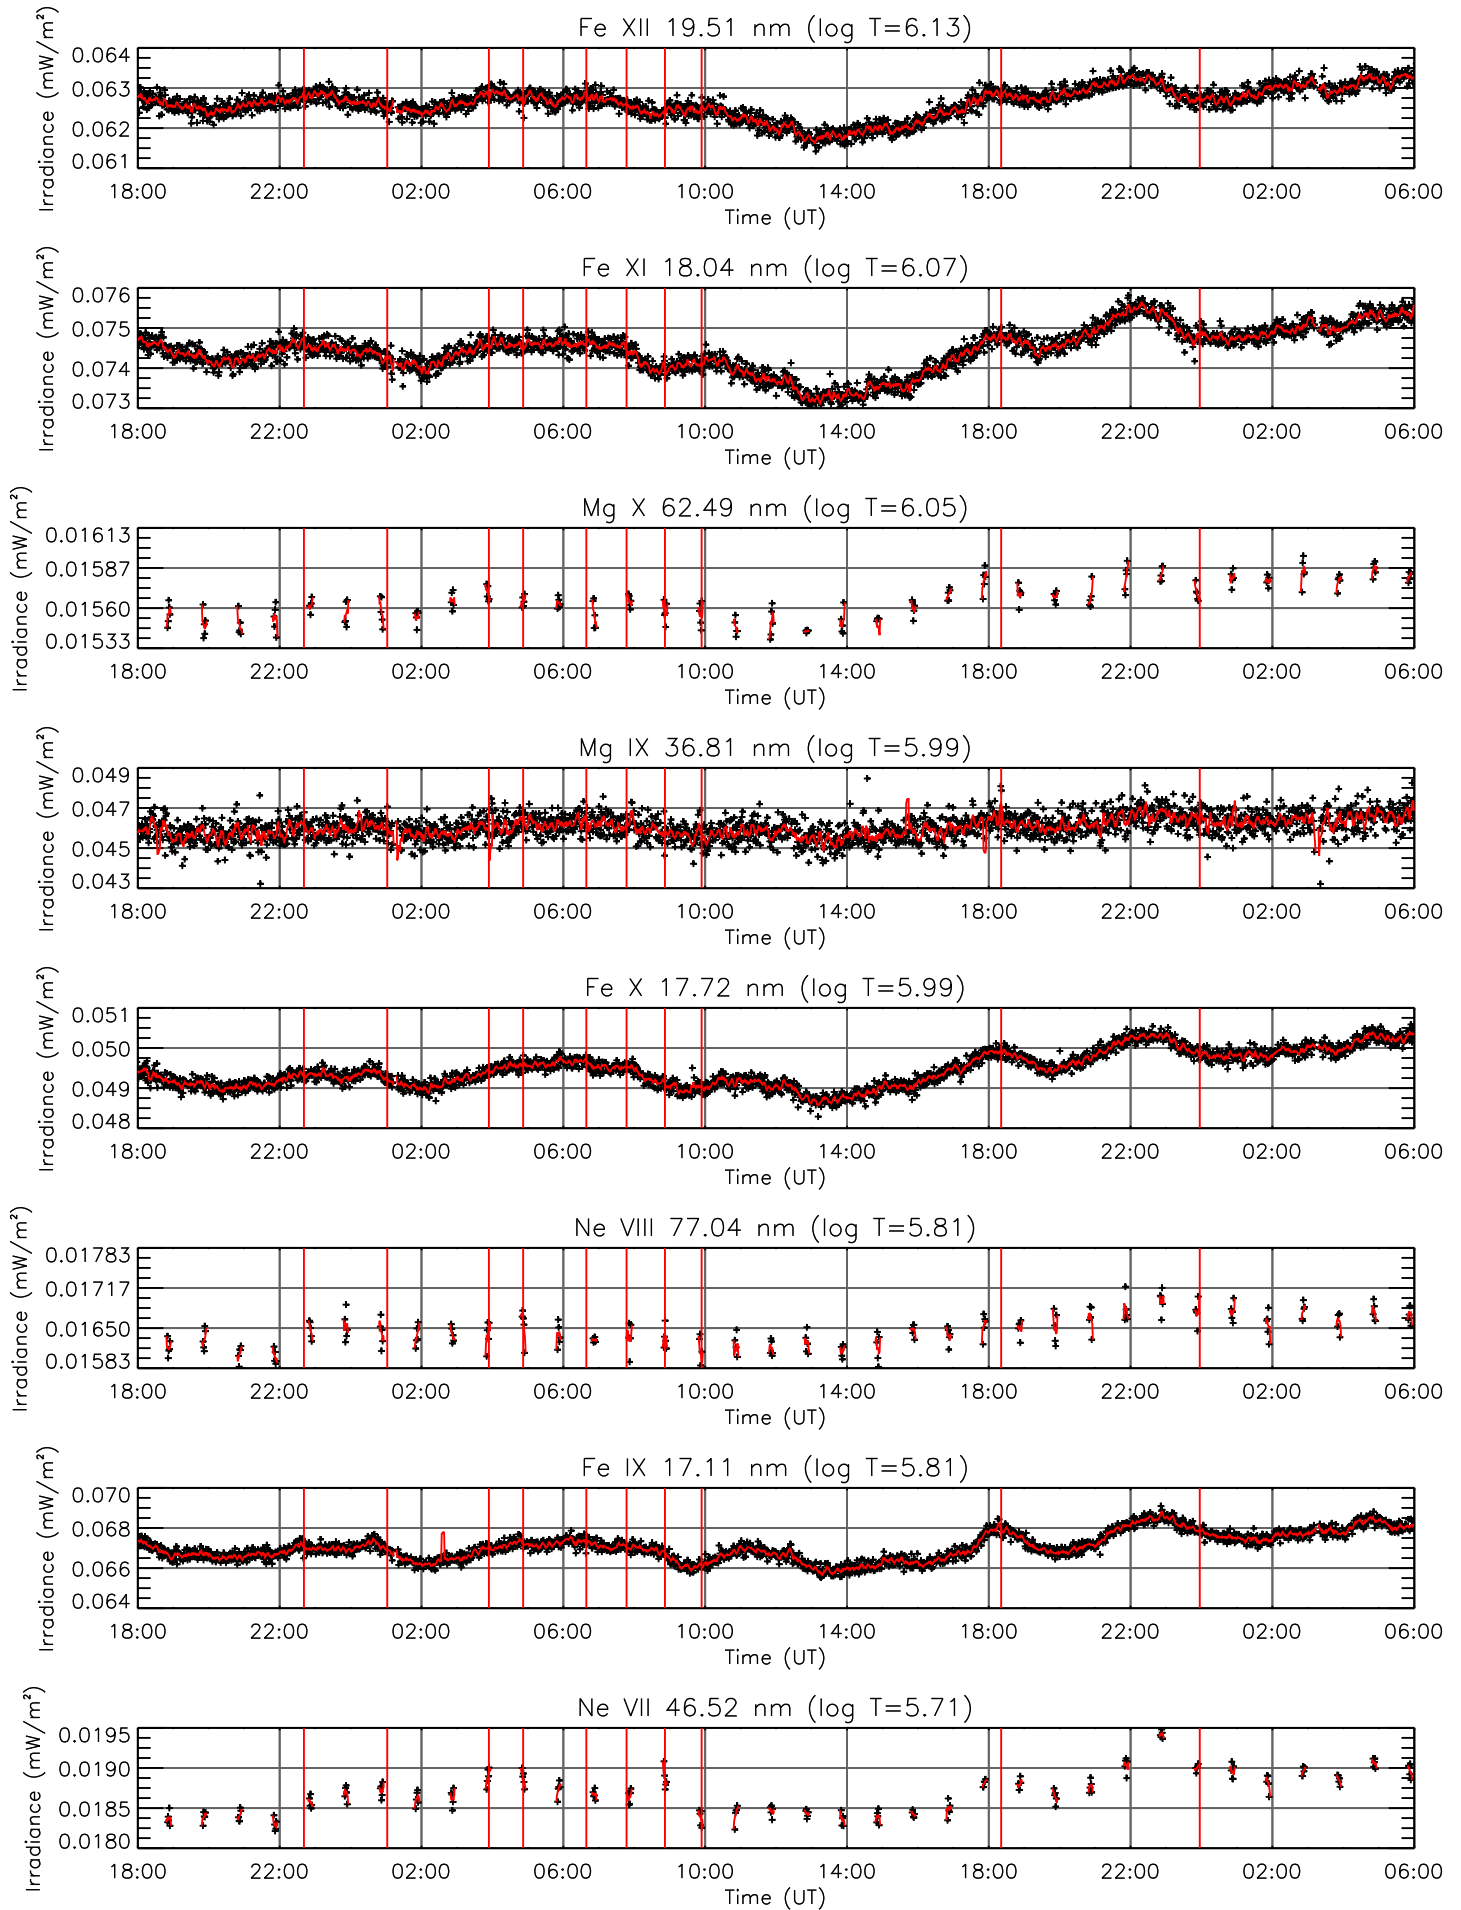 Fe XII 19.51 nm (log T=6.13)
Irradiance (mW/m²)
0.064
0.063
0.062
0.061
18:00 22:00 02:00 06:00 10:00 14:00 18:00 22:00 02:00 06:00
Time (UT)
Fe XI 18.04 nm (log T=6.07)
Irradiance (mW/m²)
0.076
0.075
0.074
0.073
18:00 22:00 02:00 06:00 10:00 14:00 18:00 22:00 02:00 06:00
Time (UT)
Mg X 62.49 nm (log T=6.05)
Irradiance (mW/m²)
0.01613
0.01587
0.01560
0.01533
18:00 22:00 02:00 06:00 10:00 14:00 18:00 22:00 02:00 06:00
Time (UT)
Mg IX 36.81 nm (log T=5.99)
Irradiance (mW/m²)
0.049
0.047
0.045
0.043
18:00 22:00 02:00 06:00 10:00 14:00 18:00 22:00 02:00 06:00
Time (UT)
Fe X 17.72 nm (log T=5.99)
Irradiance (mW/m²)
0.051
0.050
0.049
0.048
18:00 22:00 02:00 06:00 10:00 14:00 18:00 22:00 02:00 06:00
Time (UT)
Ne VIII 77.04 nm (log T=5.81)
Irradiance (mW/m²)
0.01783
0.01717
0.01650
0.01583
18:00 22:00 02:00 06:00 10:00 14:00 18:00 22:00 02:00 06:00
Time (UT)
Fe IX 17.11 nm (log T=5.81)
Irradiance (mW/m²)
0.070
0.068
0.066
0.064
18:00 22:00 02:00 06:00 10:00 14:00 18:00 22:00 02:00 06:00
Time (UT)
Ne VII 46.52 nm (log T=5.71)
Irradiance (mW/m²)
0.0195
0.0190
0.0185
0.0180
18:00 22:00 02:00 06:00 10:00 14:00 18:00 22:00 02:00 06:00
Time (UT)